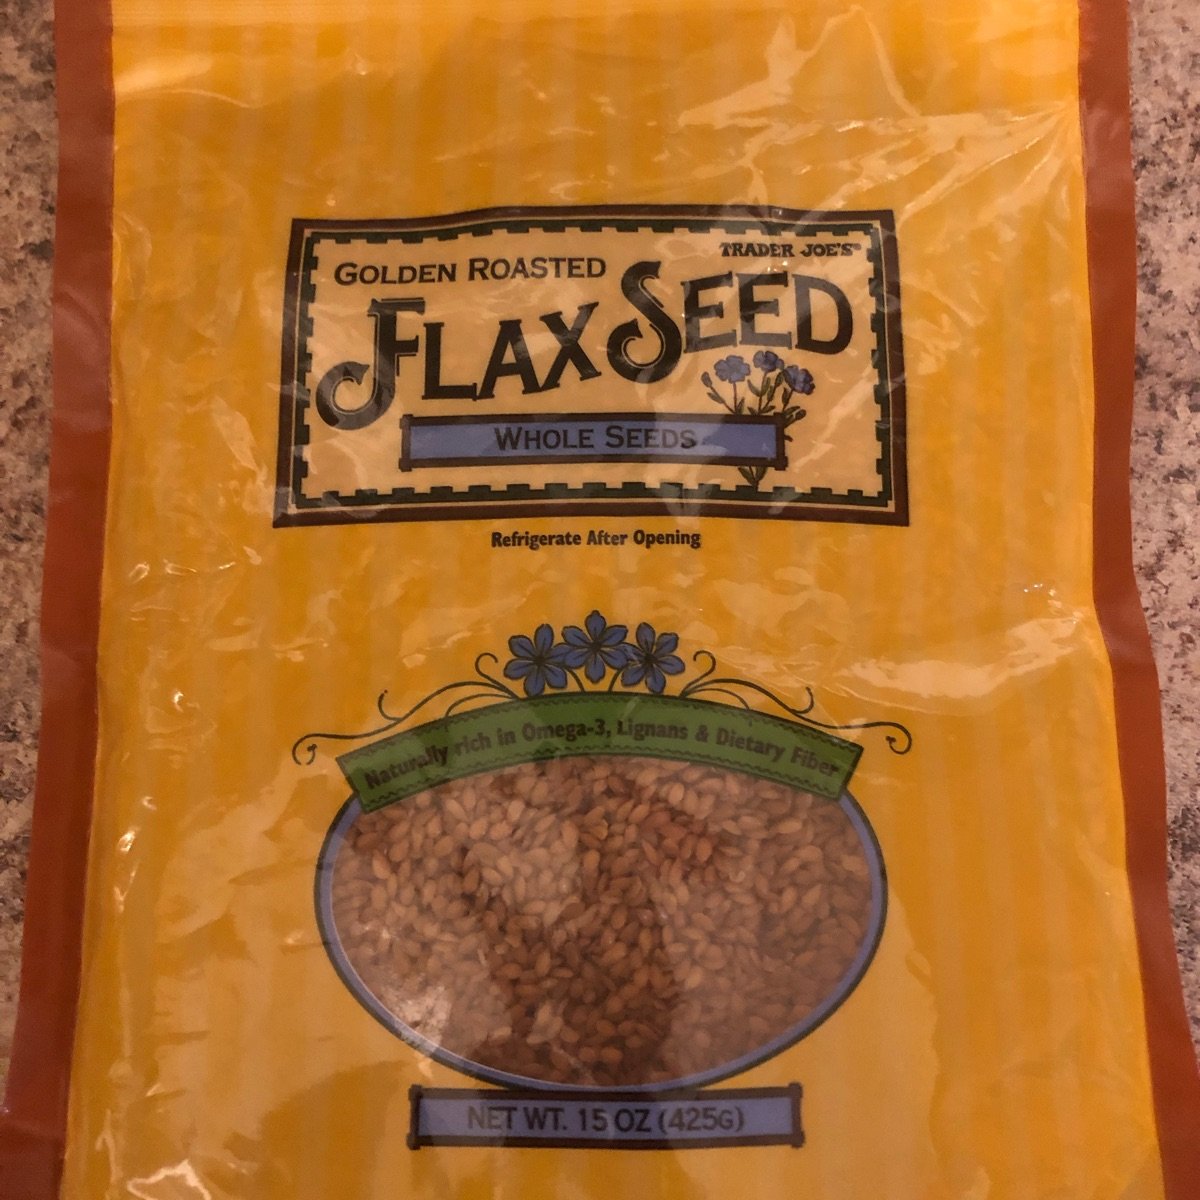 TRADER JOE'S®
GOLDEN ROASTED
FLAX SEED
WHOLE SEEDS
Refrigerate After Opening
Naturally rich in Omega-3, Lignans & Dietary Fiber
NET WT. 15 OZ (425G)